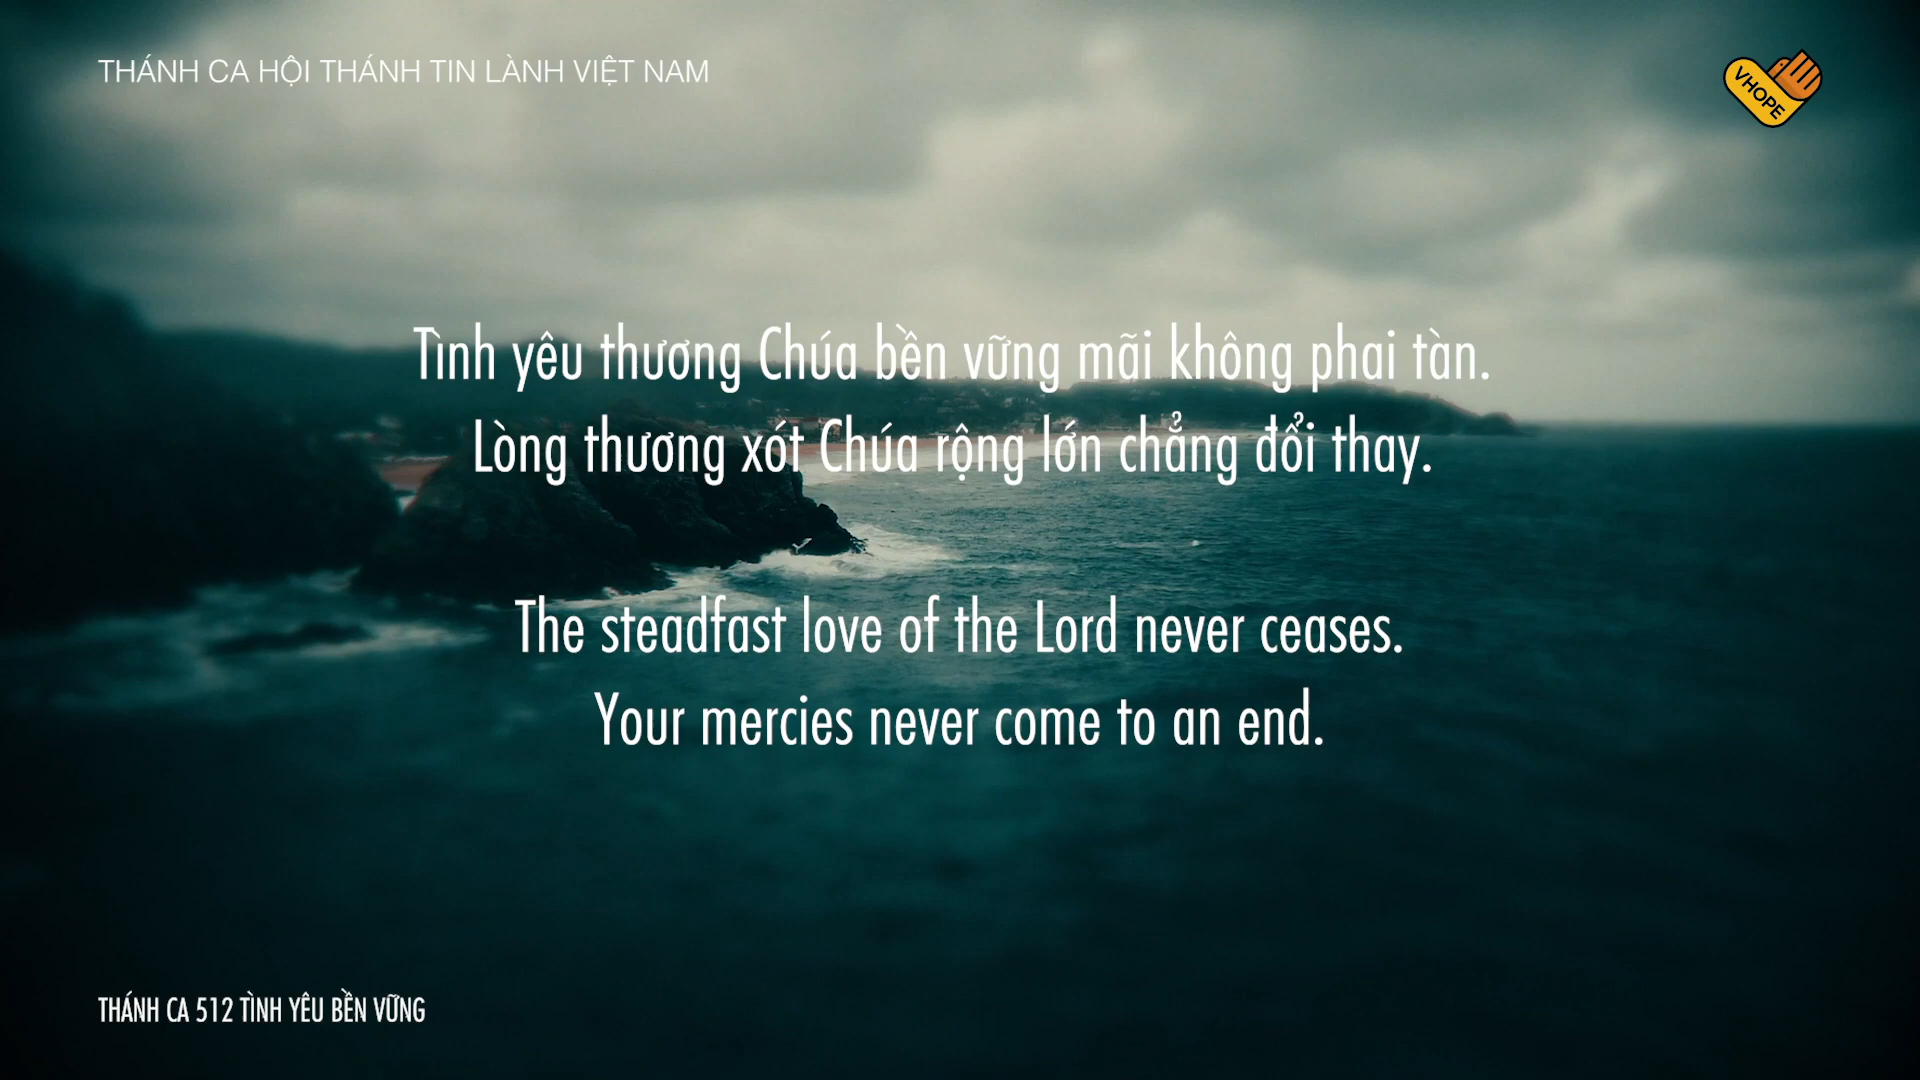 THÁNH CA HỘI THÁNH TIN LÀNH VIỆT NAM
VHOPE
Tình yêu thương Chúa bền vững mãi không phai tàn.
Lòng thương xót Chúa rộng lớn chẳng đổi thay.
The steadfast love of the Lord never ceases.
Your mercies never come to an end.
THÁNH CA 512 TÌNH YÊU BỀN VỮNG